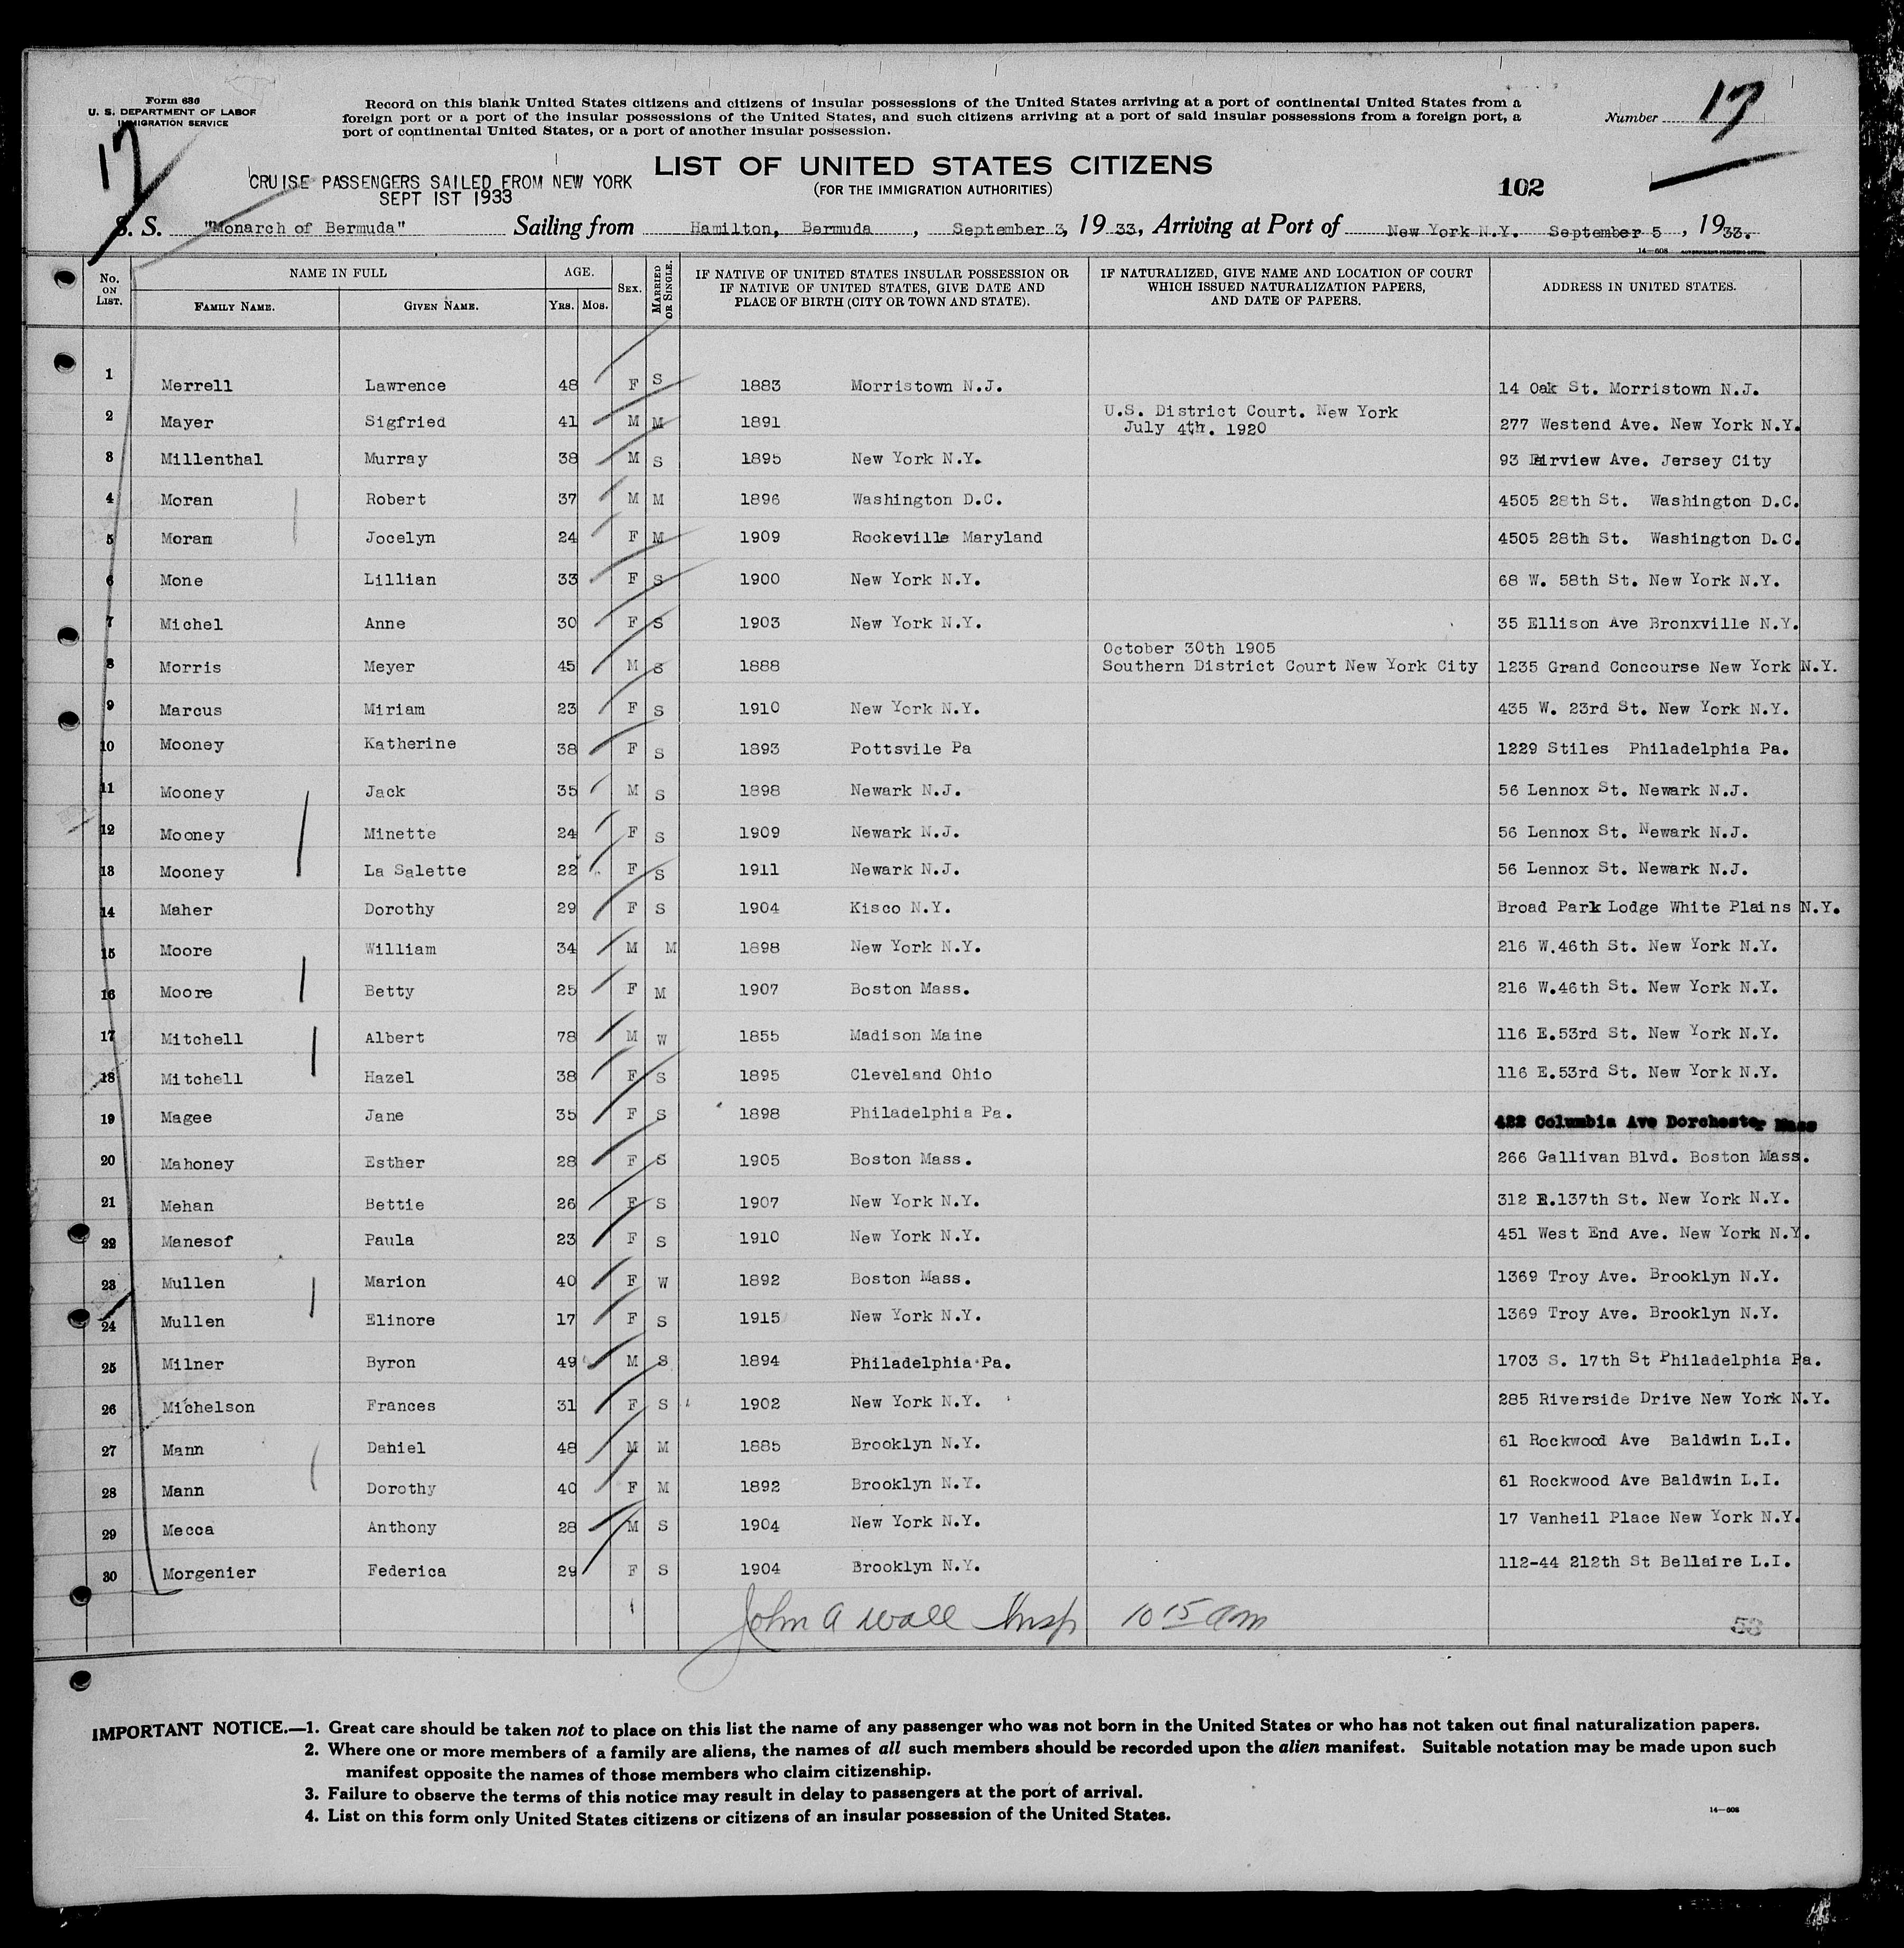 Form 686
U. S. DEPARTMENT OF LABOR
IMMIGRATION SERVICE
Record on this blank United States citizens and citizens of insular possessions of the United States arriving at a port of continental United States from a
foreign port or a port of the insular possessions of the United States, and such citizens arriving at a port of said insular possessions from a foreign port, a
port of continental United States, or a port of another insular possession.
Number 17
17
LIST OF UNITED STATES CITIZENS
(FOR THE IMMIGRATION AUTHORITIES)
CRUISE PASSENGERS SAILED FROM NEW YORK
SEPT 1ST 1933
102
S. S. "Monarch of Bermuda" Sailing from Hamilton, Bermuda , September 3, 19 33, Arriving at Port of New York N.Y. September 5 , 19 33.
14—608 GOVERNMENT PRINTING OFFICE
No. ON LIST. NAME IN FULL FAMILY NAME. GIVEN NAME. AGE. YRS. MOS. SEX. MARRIED OR SINGLE. IF NATIVE OF UNITED STATES INSULAR POSSESSION OR IF NATIVE OF UNITED STATES, GIVE DATE AND PLACE OF BIRTH (CITY OR TOWN AND STATE). IF NATURALIZED, GIVE NAME AND LOCATION OF COURT WHICH ISSUED NATURALIZATION PAPERS, AND DATE OF PAPERS. ADDRESS IN UNITED STATES.
1 Merrell Lawrence 48 F S 1883 Morristown N.J. 14 Oak St. Morristown N.J.
2 Mayer Sigfried 41 M M 1891 U.S. District Court. New York July 4th. 1920 277 Westend Ave. New York N.Y.
3 Millenthal Murray 38 M S 1895 New York N.Y. 93 Fairview Ave. Jersey City
4 Moran Robert 37 M M 1896 Washington D.C. 4505 28th St. Washington D.C.
5 Moran Jocelyn 24 F M 1909 Rockeville Maryland 4505 28th St. Washington D.C.
6 Mone Lillian 33 F S 1900 New York N.Y. 68 W. 58th St. New York N.Y.
7 Michel Anne 30 F S 1903 New York N.Y. 35 Ellison Ave Bronxville N.Y.
8 Morris Meyer 45 M S 1888 October 30th 1905 Southern District Court New York City 1235 Grand Concourse New York N.Y.
9 Marcus Miriam 23 F S 1910 New York N.Y. 435 W. 23rd St. New York N.Y.
10 Mooney Katherine 38 F S 1893 Pottsvile Pa 1229 Stiles Philadelphia Pa.
11 Mooney Jack 35 M S 1898 Newark N.J. 56 Lennox St. Newark N.J.
12 Mooney Minette 24 F S 1909 Newark N.J. 56 Lennox St. Newark N.J.
13 Mooney La Salette 22 F S 1911 Newark N.J. 56 Lennox St. Newark N.J.
14 Maher Dorothy 29 F S 1904 Kisco N.Y. Broad Park Lodge White Plains N.Y.
15 Moore William 34 M M 1898 New York N.Y. 216 W.46th St. New York N.Y.
16 Moore Betty 25 F M 1907 Boston Mass. 216 W.46th St. New York N.Y.
17 Mitchell Albert 78 M W 1855 Madison Maine 116 E.53rd St. New York N.Y.
18 Mitchell Hazel 38 F S 1895 Cleveland Ohio 116 E.53rd St. New York N.Y.
19 Magee Jane 35 F S 1898 Philadelphia Pa. 422 Columbia Ave Dorchester Mass
20 Mahoney Esther 28 F S 1905 Boston Mass. 266 Gallivan Blvd. Boston Mass.
21 Mehan Bettie 26 F S 1907 New York N.Y. 312 E.137th St. New York N.Y.
22 Manesof Paula 23 F S 1910 New York N.Y. 451 West End Ave. New York N.Y.
23 Mullen Marion 40 F W 1892 Boston Mass. 1369 Troy Ave. Brooklyn N.Y.
24 Mullen Elinore 17 F S 1915 New York N.Y. 1369 Troy Ave. Brooklyn N.Y.
25 Milner Byron 49 M S 1894 Philadelphia Pa. 1703 S. 17th St Philadelphia Pa.
26 Michelson Frances 31 F S 1902 New York N.Y. 285 Riverside Drive New York N.Y.
27 Mann Daniel 48 M M 1885 Brooklyn N.Y. 61 Rockwood Ave Baldwin L.I.
28 Mann Dorothy 40 F M 1892 Brooklyn N.Y. 61 Rockwood Ave Baldwin L.I.
29 Mecca Anthony 28 M S 1904 New York N.Y. 17 Vanheil Place New York N.Y.
30 Morgenier Federica 29 F S 1904 Brooklyn N.Y. 112-44 212th St Bellaire L.I.
John A Wall Insp 10 15 am
53
IMPORTANT NOTICE.—1. Great care should be taken not to place on this list the name of any passenger who was not born in the United States or who has not taken out final naturalization papers.
2. Where one or more members of a family are aliens, the names of all such members should be recorded upon the alien manifest. Suitable notation may be made upon such
manifest opposite the names of those members who claim citizenship.
3. Failure to observe the terms of this notice may result in delay to passengers at the port of arrival.
4. List on this form only United States citizens or citizens of an insular possession of the United States.
14—608